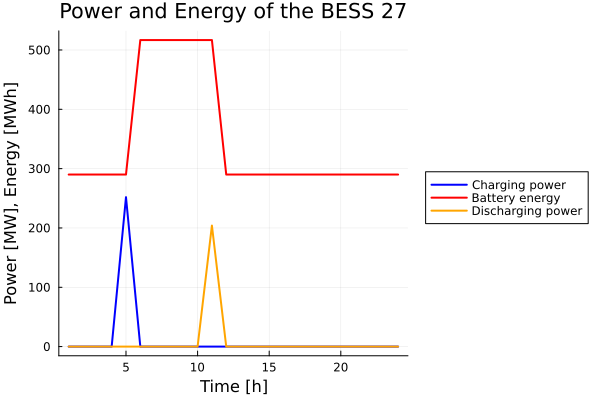 Power and Energy of the BESS 27
Power [MW], Energy [MWh]
500
400
300
200
100
0
5
10
15
20
Time [h]
Charging power
Battery energy
Discharging power